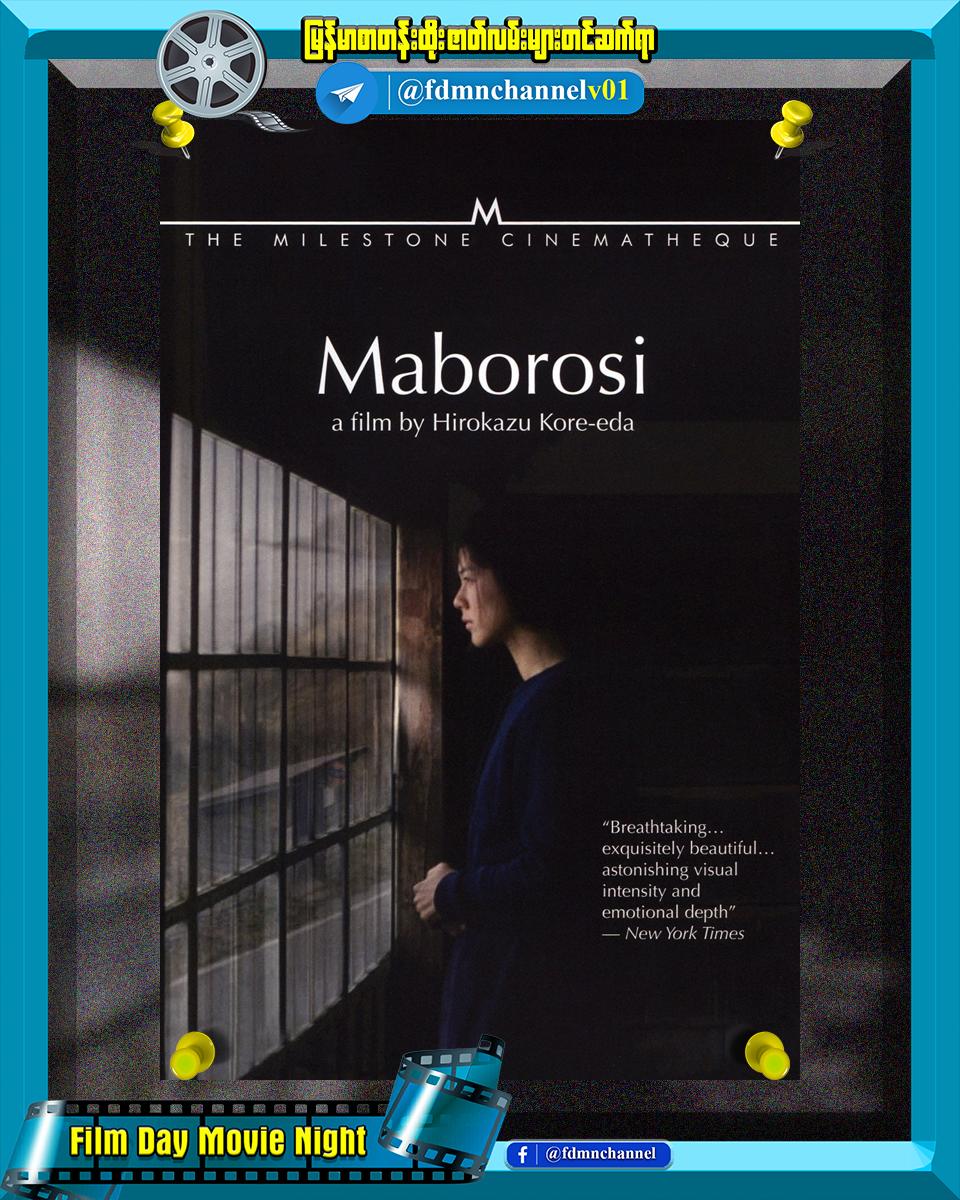 မြန်မာစာတန်းထိုးဇာတ်လမ်းများတင်ဆက်ရာ
@fdmnchannelv01
M
THE MILESTONE CINEMATHEQUE
Maborosi
a film by Hirokazu Kore-eda
“Breathtaking…
exquisitely beautiful…
astonishing visual
intensity and
emotional depth”
— New York Times
Film Day Movie Night
@fdmnchannel